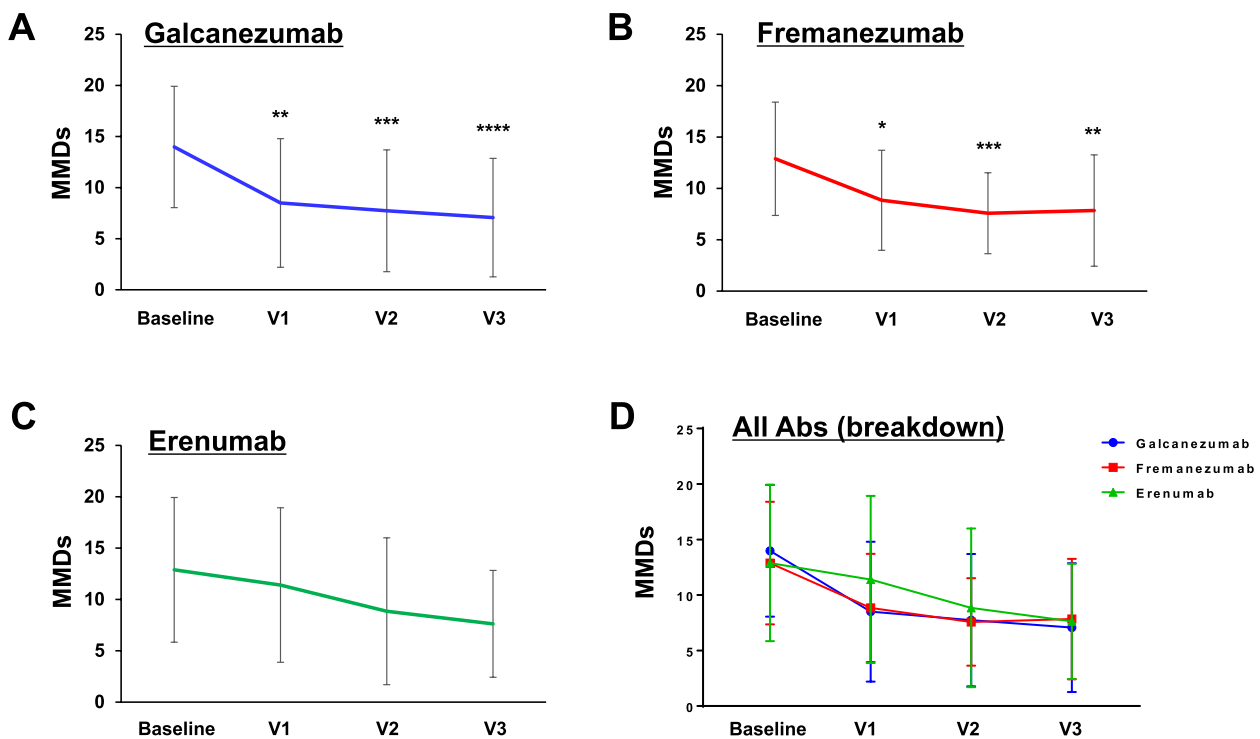 A
Galcanezumab
MMDs
25
20
15
10
5
0
**
***
****
Baseline V1 V2 V3
B
Fremanezumab
MMDs
25
20
15
10
5
0
*
***
**
Baseline V1 V2 V3
C
Erenumab
MMDs
25
20
15
10
5
0
Baseline V1 V2 V3
D
All Abs (breakdown)
MMDs
25
20
15
10
5
0
Baseline V1 V2 V3
Galcanezumab
Fremanezumab
Erenumab